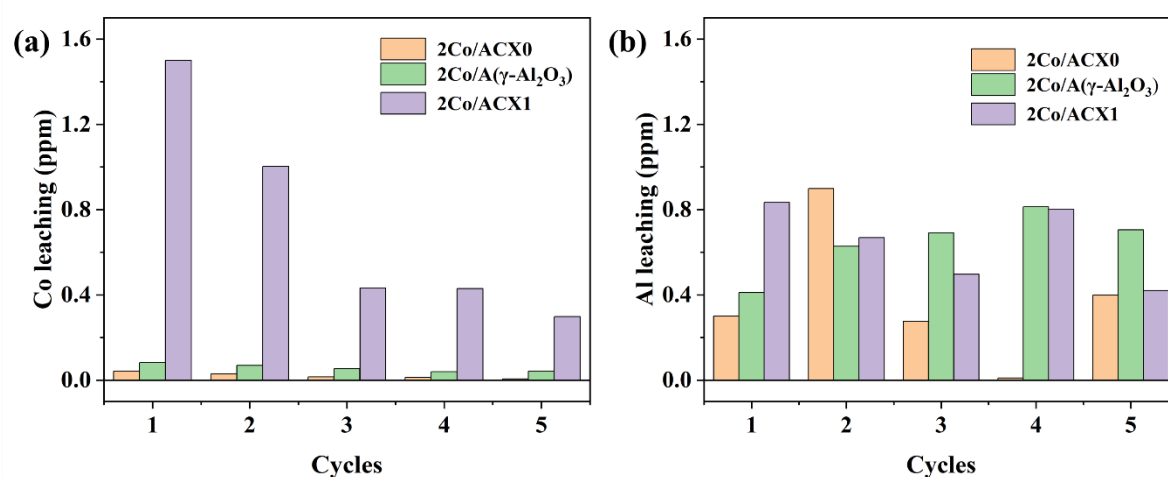 (a)
Co leaching (ppm)
1.6
1.2
0.8
0.4
0.0
2Co/ACX0
2Co/A(γ-Al₂O₃)
2Co/ACX1
1 2 3 4 5
Cycles
(b)
Al leaching (ppm)
1.6
1.2
0.8
0.4
0.0
2Co/ACX0
2Co/A(γ-Al₂O₃)
2Co/ACX1
1 2 3 4 5
Cycles